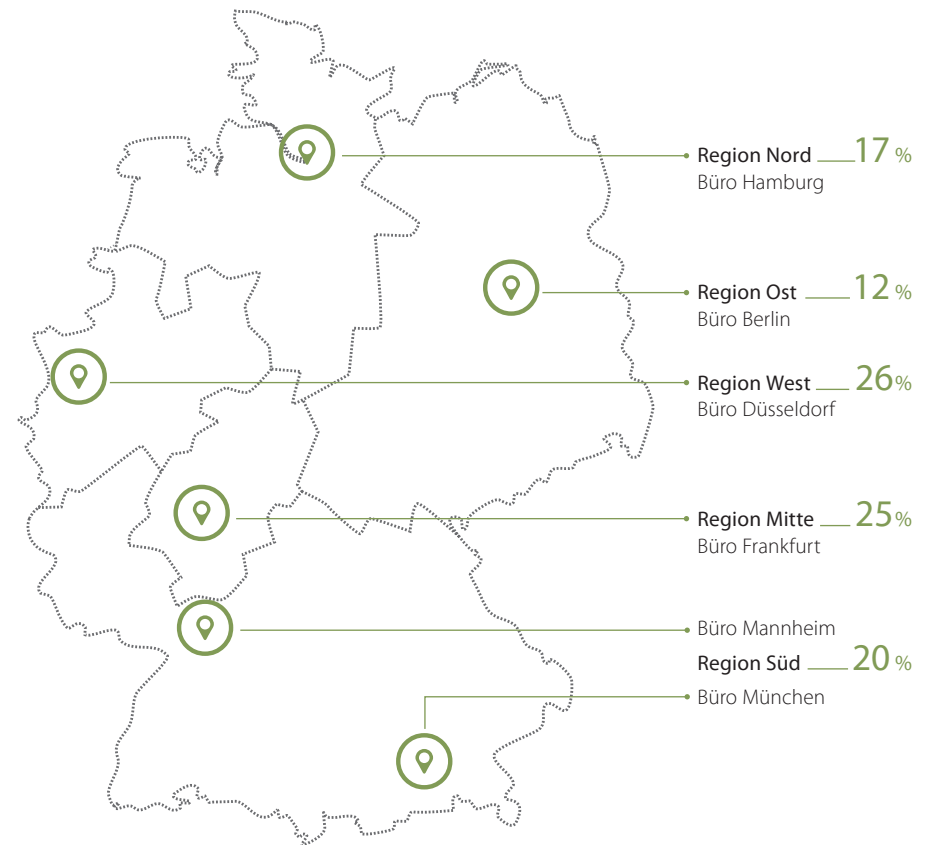 Region Nord 17 %
Büro Hamburg
Region Ost 12 %
Büro Berlin
Region West 26 %
Büro Düsseldorf
Region Mitte 25 %
Büro Frankfurt
Büro Mannheim
Region Süd 20 %
Büro München